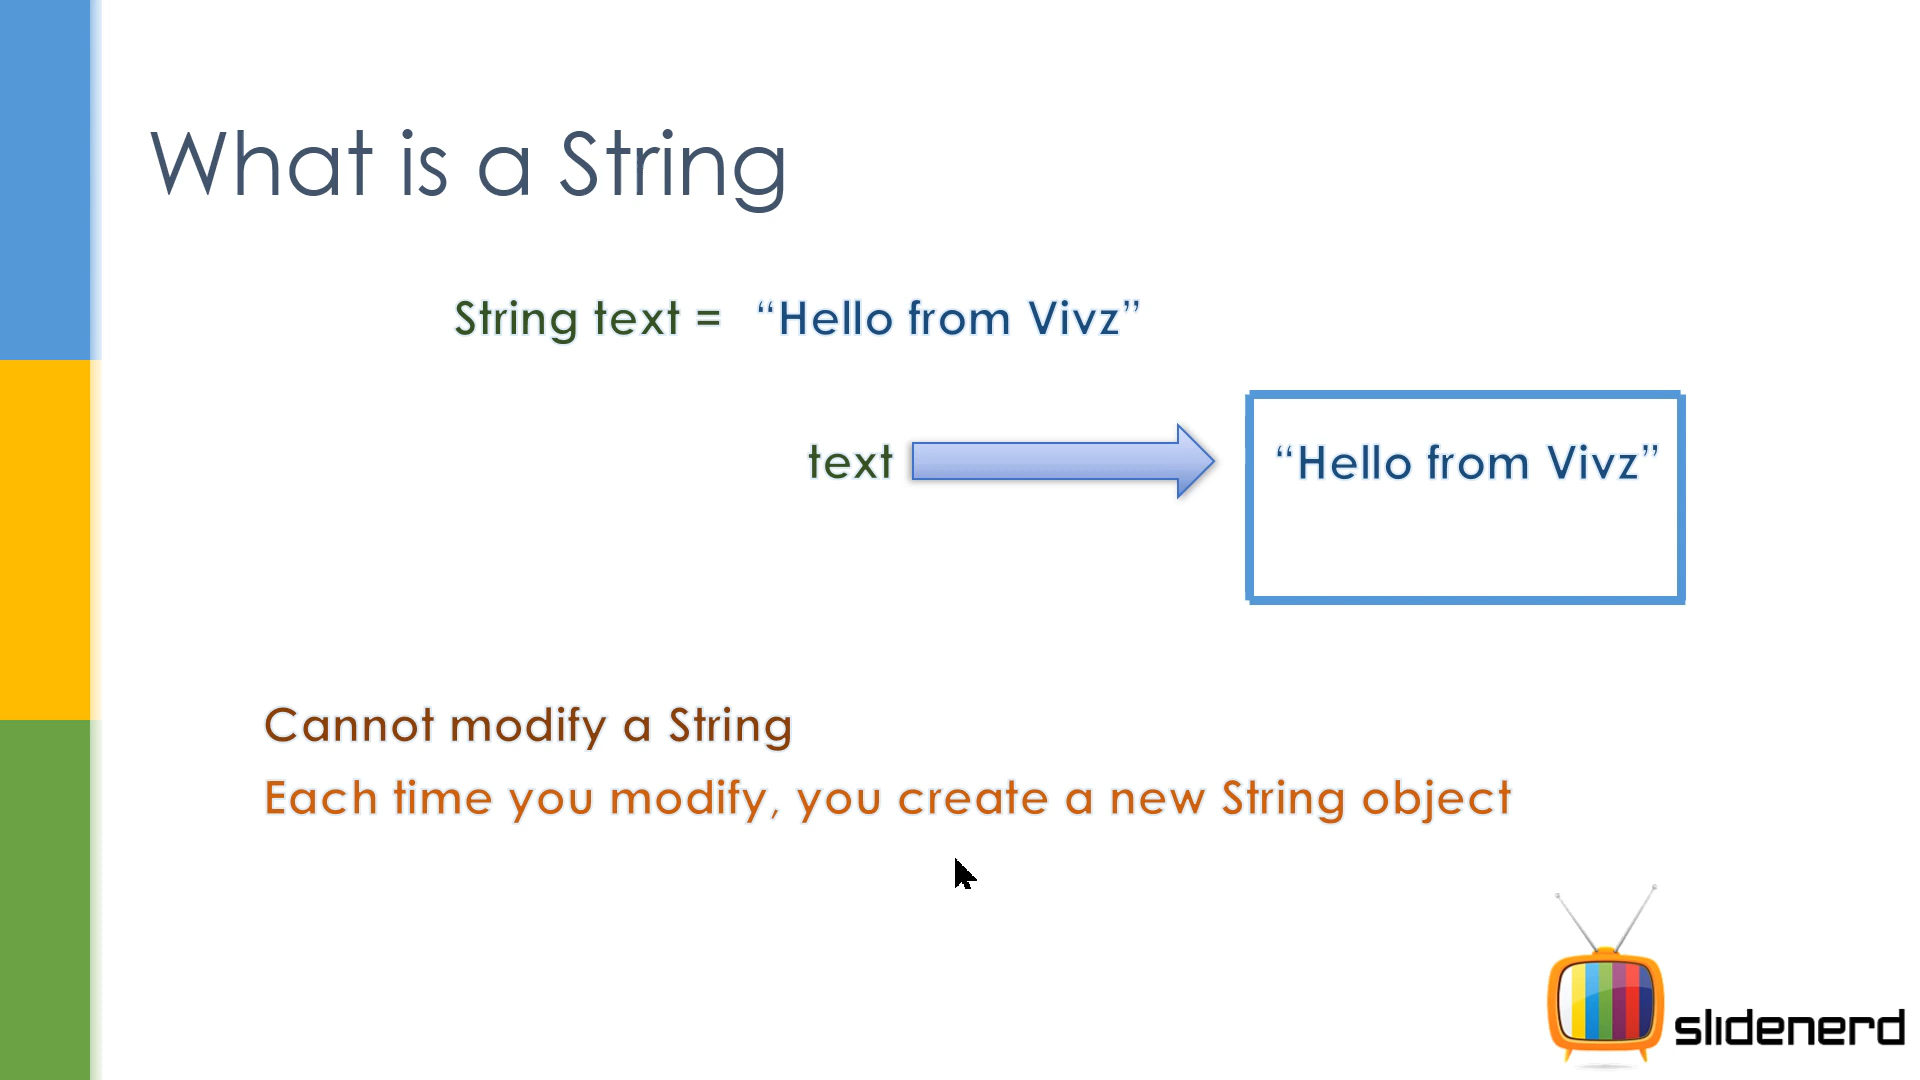 What is a String
String text = “Hello from Vivz”
text “Hello from Vivz”
Cannot modify a String
Each time you modify, you create a new String object
slidenerd